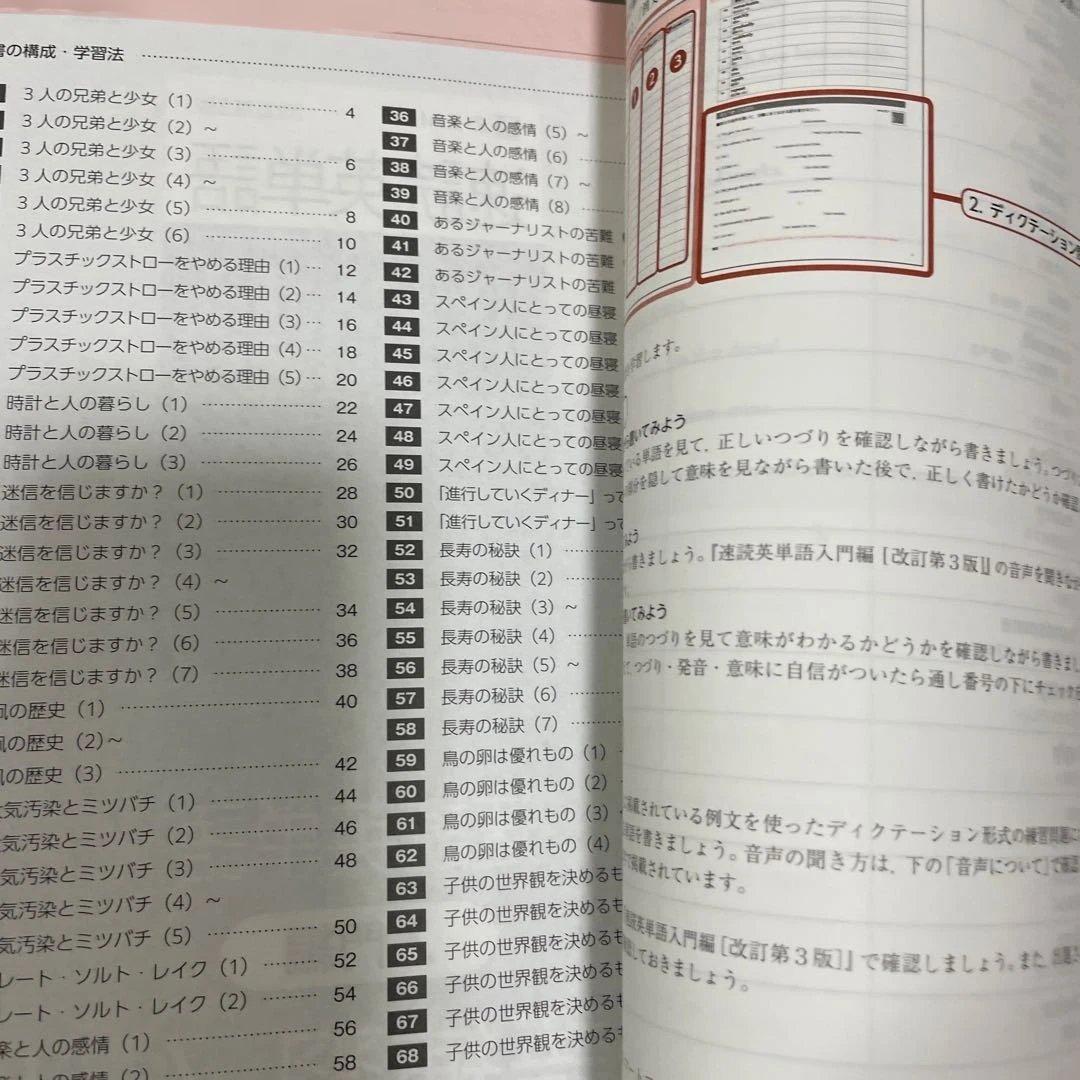 の構成・学習法
3人の兄弟と少女（1） 4
3人の兄弟と少女（2）～
3人の兄弟と少女（3） 6
3人の兄弟と少女（4）～
3人の兄弟と少女（5） 8
3人の兄弟と少女（6） 10
プラスチックストローをやめる理由（1）… 12
プラスチックストローをやめる理由（2）… 14
プラスチックストローをやめる理由（3）… 16
プラスチックストローをやめる理由（4）… 18
プラスチックストローをやめる理由（5）… 20
時計と人の暮らし（1） 22
時計と人の暮らし（2） 24
時計と人の暮らし（3） 26
迷信を信じますか？（1） 28
迷信を信じますか？（2） 30
迷信を信じますか？（3） 32
迷信を信じますか？（4）～
迷信を信じますか？（5） 34
迷信を信じますか？（6） 36
迷信を信じますか？（7） 38
の歴史（1） 40
の歴史（2）～
の歴史（3） 42
気汚染とミツバチ（1） 44
気汚染とミツバチ（2） 46
気汚染とミツバチ（3） 48
気汚染とミツバチ（4）～
気汚染とミツバチ（5） 50
レート・ソルト・レイク（1） 52
レート・ソルト・レイク（2） 54
楽と人の感情（1） 56
楽と人の感情（2） 58
36 音楽と人の感情（5）～
37 音楽と人の感情（6）
38 音楽と人の感情（7）～
39 音楽と人の感情（8）
40 あるジャーナリストの苦難
41 あるジャーナリストの苦難
42 あるジャーナリストの苦難
43 スペイン人にとっての昼寝
44 スペイン人にとっての昼寝
45 スペイン人にとっての昼寝
46 スペイン人にとっての昼寝
47 スペイン人にとっての昼寝
48 スペイン人にとっての昼寝
49 スペイン人にとっての昼寝
50 「進行していくディナー」って
51 「進行していくディナー」って
52 長寿の秘訣（1）
53 長寿の秘訣（2）
54 長寿の秘訣（3）～
55 長寿の秘訣（4）
56 長寿の秘訣（5）～
57 長寿の秘訣（6）
58 長寿の秘訣（7）
59 鳥の卵は優れもの（1）
60 鳥の卵は優れもの（2）
61 鳥の卵は優れもの（3）
62 鳥の卵は優れもの（4）
63 子供の世界観を決めるも
64 子供の世界観を決めるも
65 子供の世界観を決めるも
66 子供の世界観を決めるも
67 子供の世界観を決めるも
68 子供の世界観を決めるも
2 3
2. ディクテーション
学習します。
書いてみよう
いる単語を見て，正しいつづりを確認しながら書きましょう。つづり
部分を隠して意味を見ながら書いた後で，正しく書けたかどうか確認
みよう
書きましょう。『速読英単語入門編［改訂第3版］』の音声を聞きなが
書いてみよう
単語のつづりを見て意味がわかるかどうかを確認しながら書きまし
て，つづり・発音・意味に自信がついたら通し番号の下にチェックを
掲載されている例文を使ったディクテーション形式の練習問題に
単語を書きましょう。音声の聞き方は，下の「音声について」で確認
で掲載されています。
速読英単語入門編［改訂第3版］』で確認しましょう。また，
しておきましょう。